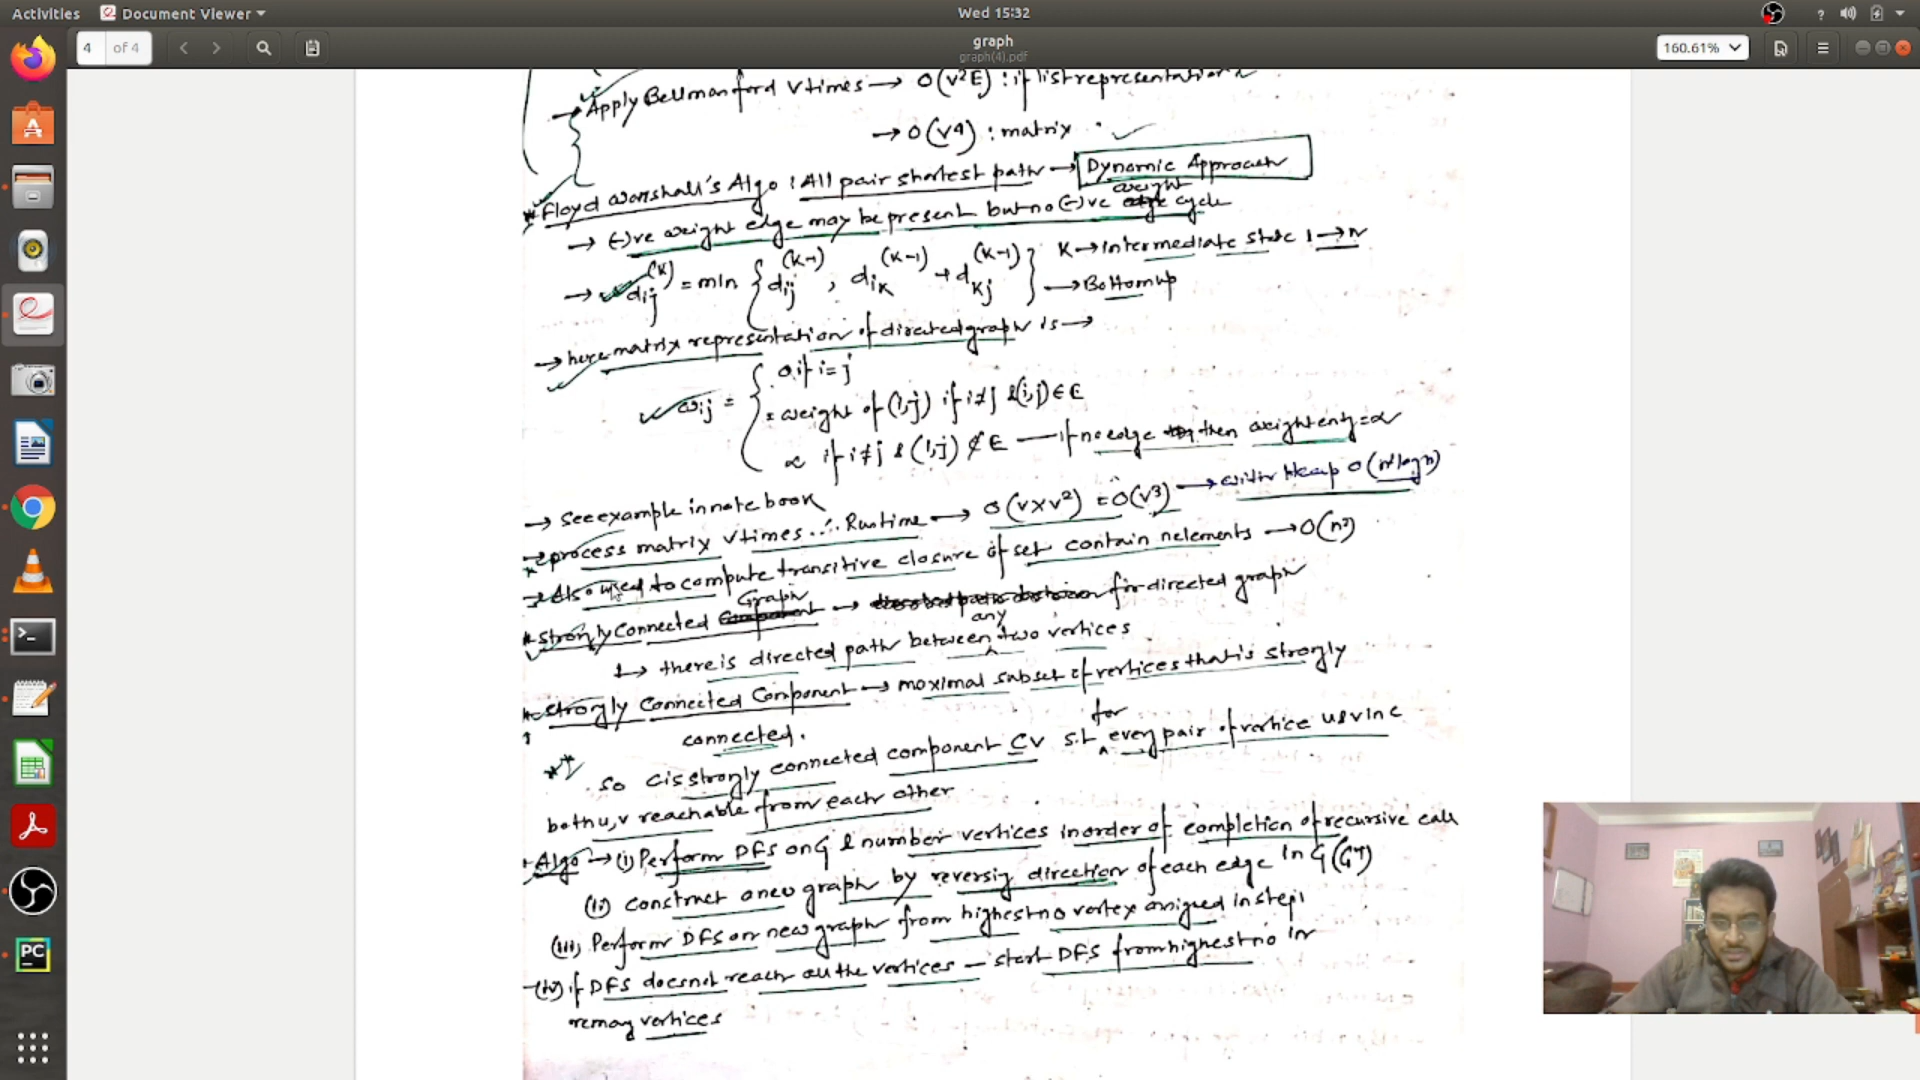 Activities Document Viewer Wed 15:32
4 of 4 graph 160.61%
graph(4).pdf
→ Apply Bellmanford V times → O(V²E) : if list representation
→ O(V⁴) : matrix
* Floyd warshall's Algo : All pair shortest path → Dynamic Approach
→ (-)ve weight edge may be present but no (-)ve weight cycle
→ dij^(K) = min { dij^(K-1) , dik^(K-1) + dKj^(K-1) } K → Intermediate state 1 → n
→ Bottom up
→ here matrix representation of directed graph is →
wij = { 0 if i = j
= weight of (i,j) if i ≠ j & (i,j) ∈ E
∝ if i ≠ j & (i,j) ∉ E — if no edge then weight enty = ∝
→ See example in note book
→ process matrix V times ∴ Runtime → O(V×V²) = O(V³) → with Heap O(n² log n)
→ Also used to compute transitive closure of set contain n elements → O(n³)
* Strongly Connected Graph → for directed graph
↳ there is directed path between any two vertices
* Strongly Connected Component → maximal subset of vertices that is strongly
connected.
So C is strongly connected component CV s.t for every pair of vertice u & v in C
both u,v reachable from each other
Algo → (i) Perform DFS on G & number vertices in order of completion of recursive call
(ii) Construct a new graph by reversig direction of each edge in G (Gᵀ)
(iii) Perform DFS on new graph from highest no vertex assigned in step i
(iv) if DFS doesnot reach all the vertices — start DFS from highest no in
remag vertices
PC